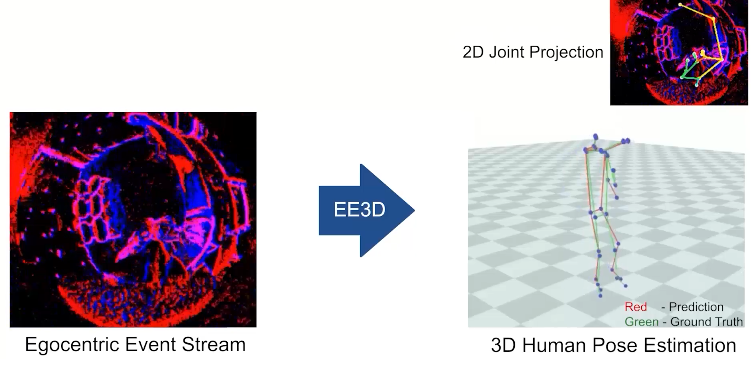 2D Joint Projection
EE3D
Red - Prediction
Green - Ground Truth
Egocentric Event Stream
3D Human Pose Estimation